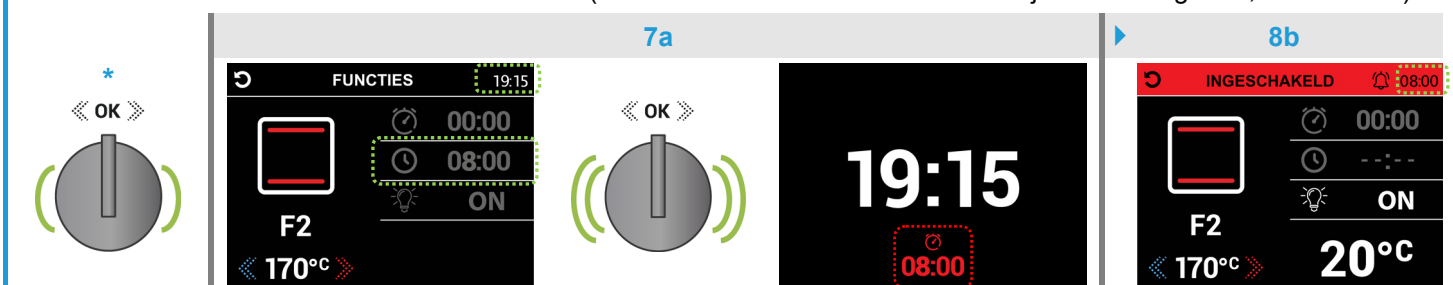 7a
8b
*
OK
FUNCTIES 19:15
00:00
08:00
ON
F2
170°C
OK
19:15
08:00
INGESCHAKELD 08:00
00:00
--:--
ON
F2
170°C
20°C